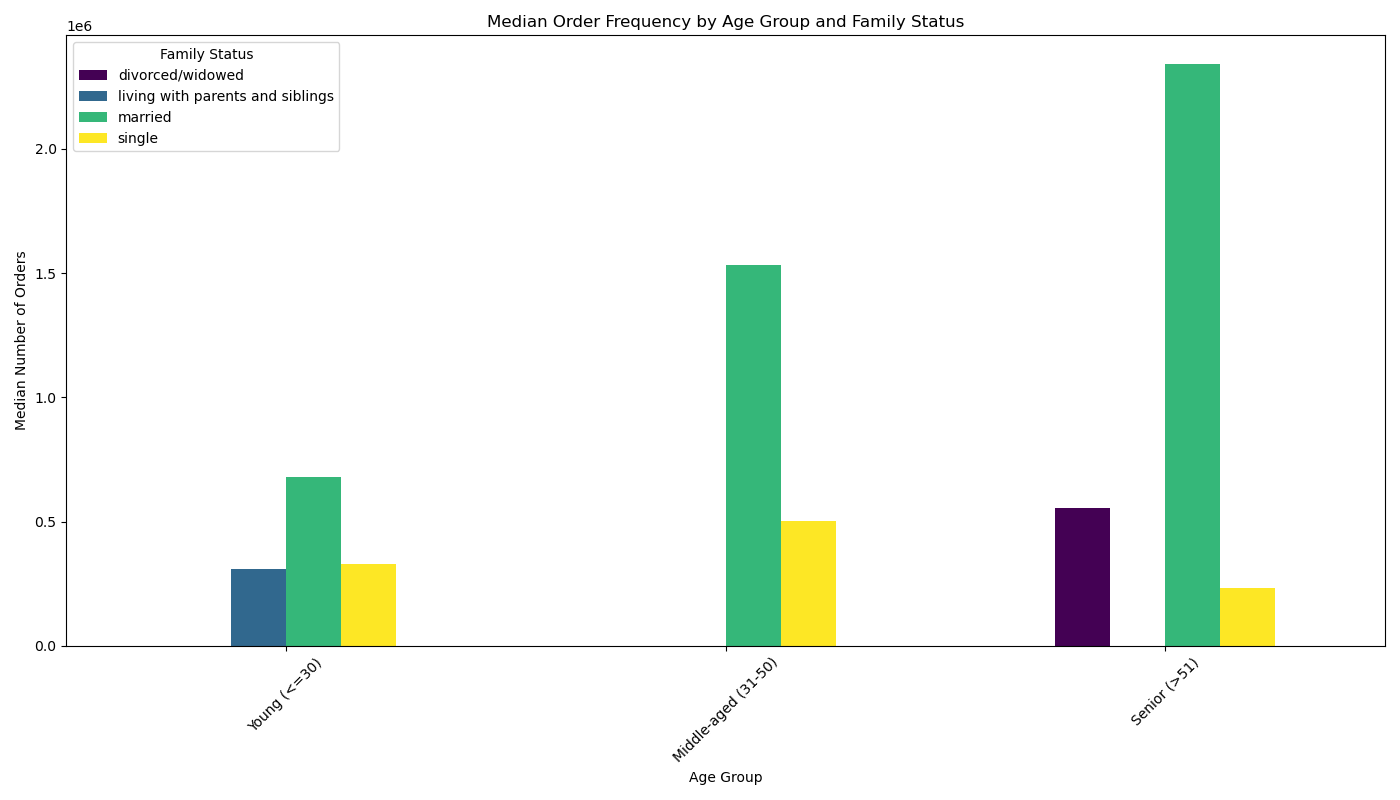 Median Order Frequency by Age Group and Family Status
1e6
Family Status
divorced/widowed
living with parents and siblings
married
single
2.0
1.5
1.0
0.5
0.0
Median Number of Orders
Young (<=30)
Middle-aged (31-50)
Senior (>51)
Age Group